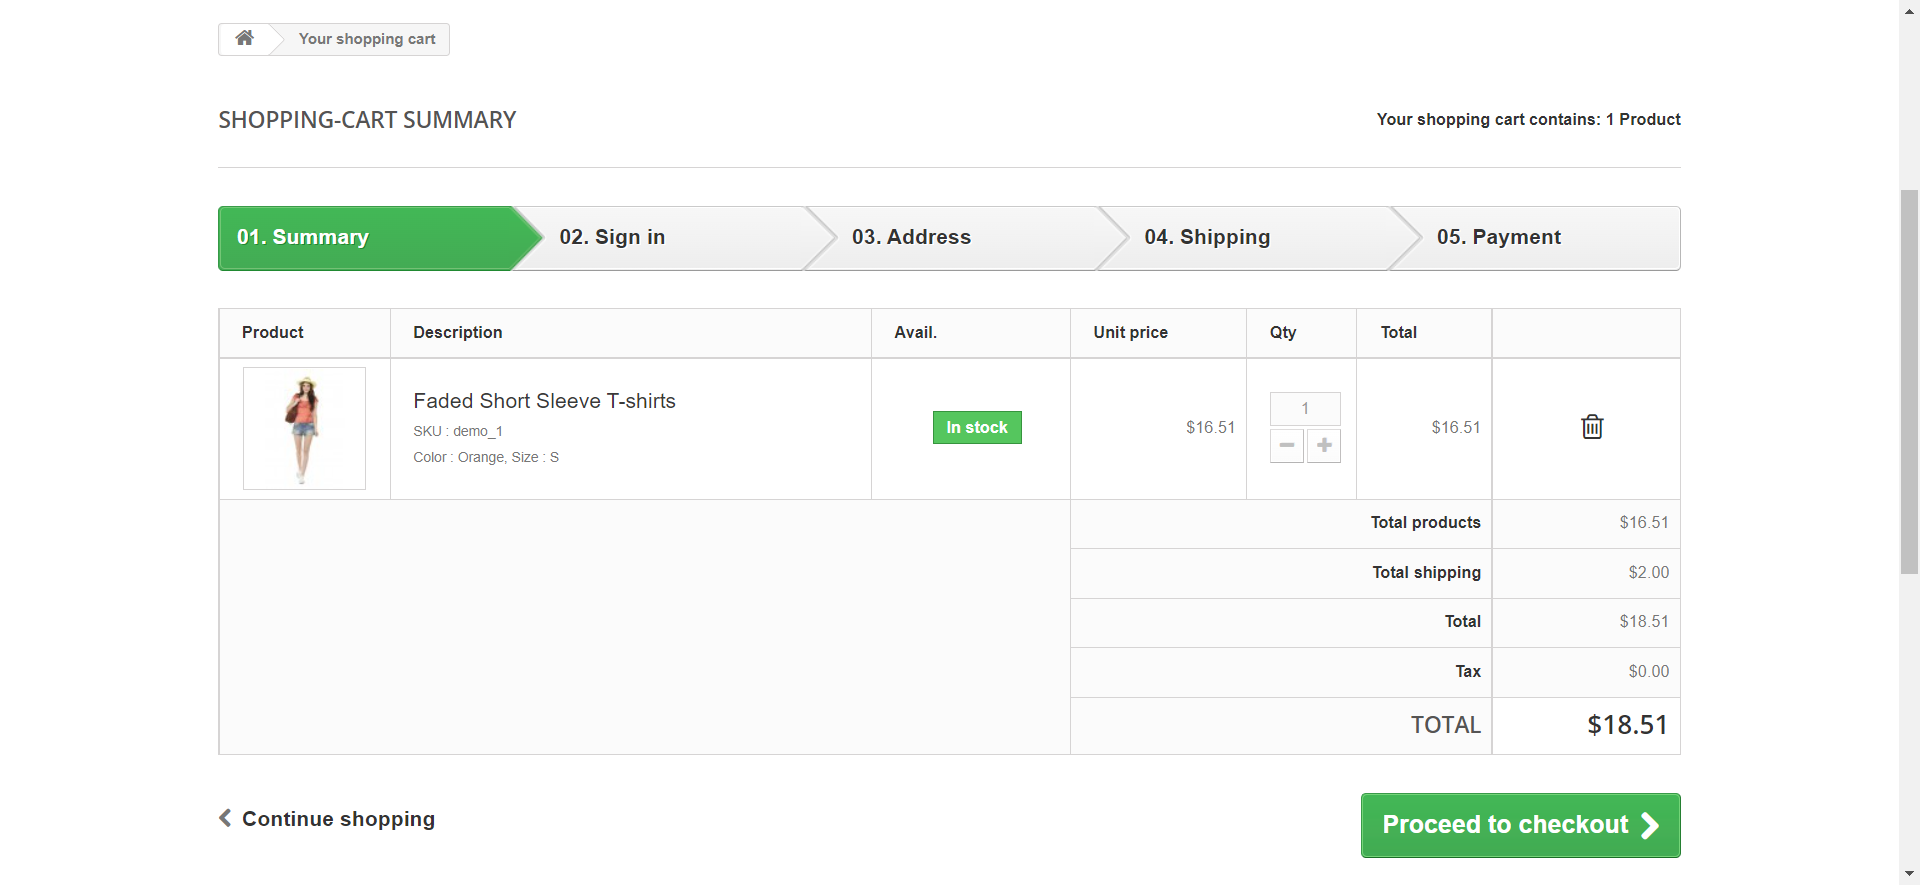 Your shopping cart
SHOPPING-CART SUMMARY
Your shopping cart contains: 1 Product
01. Summary
02. Sign in
03. Address
04. Shipping
05. Payment
Product
Description
Avail.
Unit price
Qty
Total
Faded Short Sleeve T-shirts
SKU : demo_1
Color : Orange, Size : S
In stock
$16.51
1
$16.51
Total products
$16.51
Total shipping
$2.00
Total
$18.51
Tax
$0.00
TOTAL
$18.51
Continue shopping
Proceed to checkout